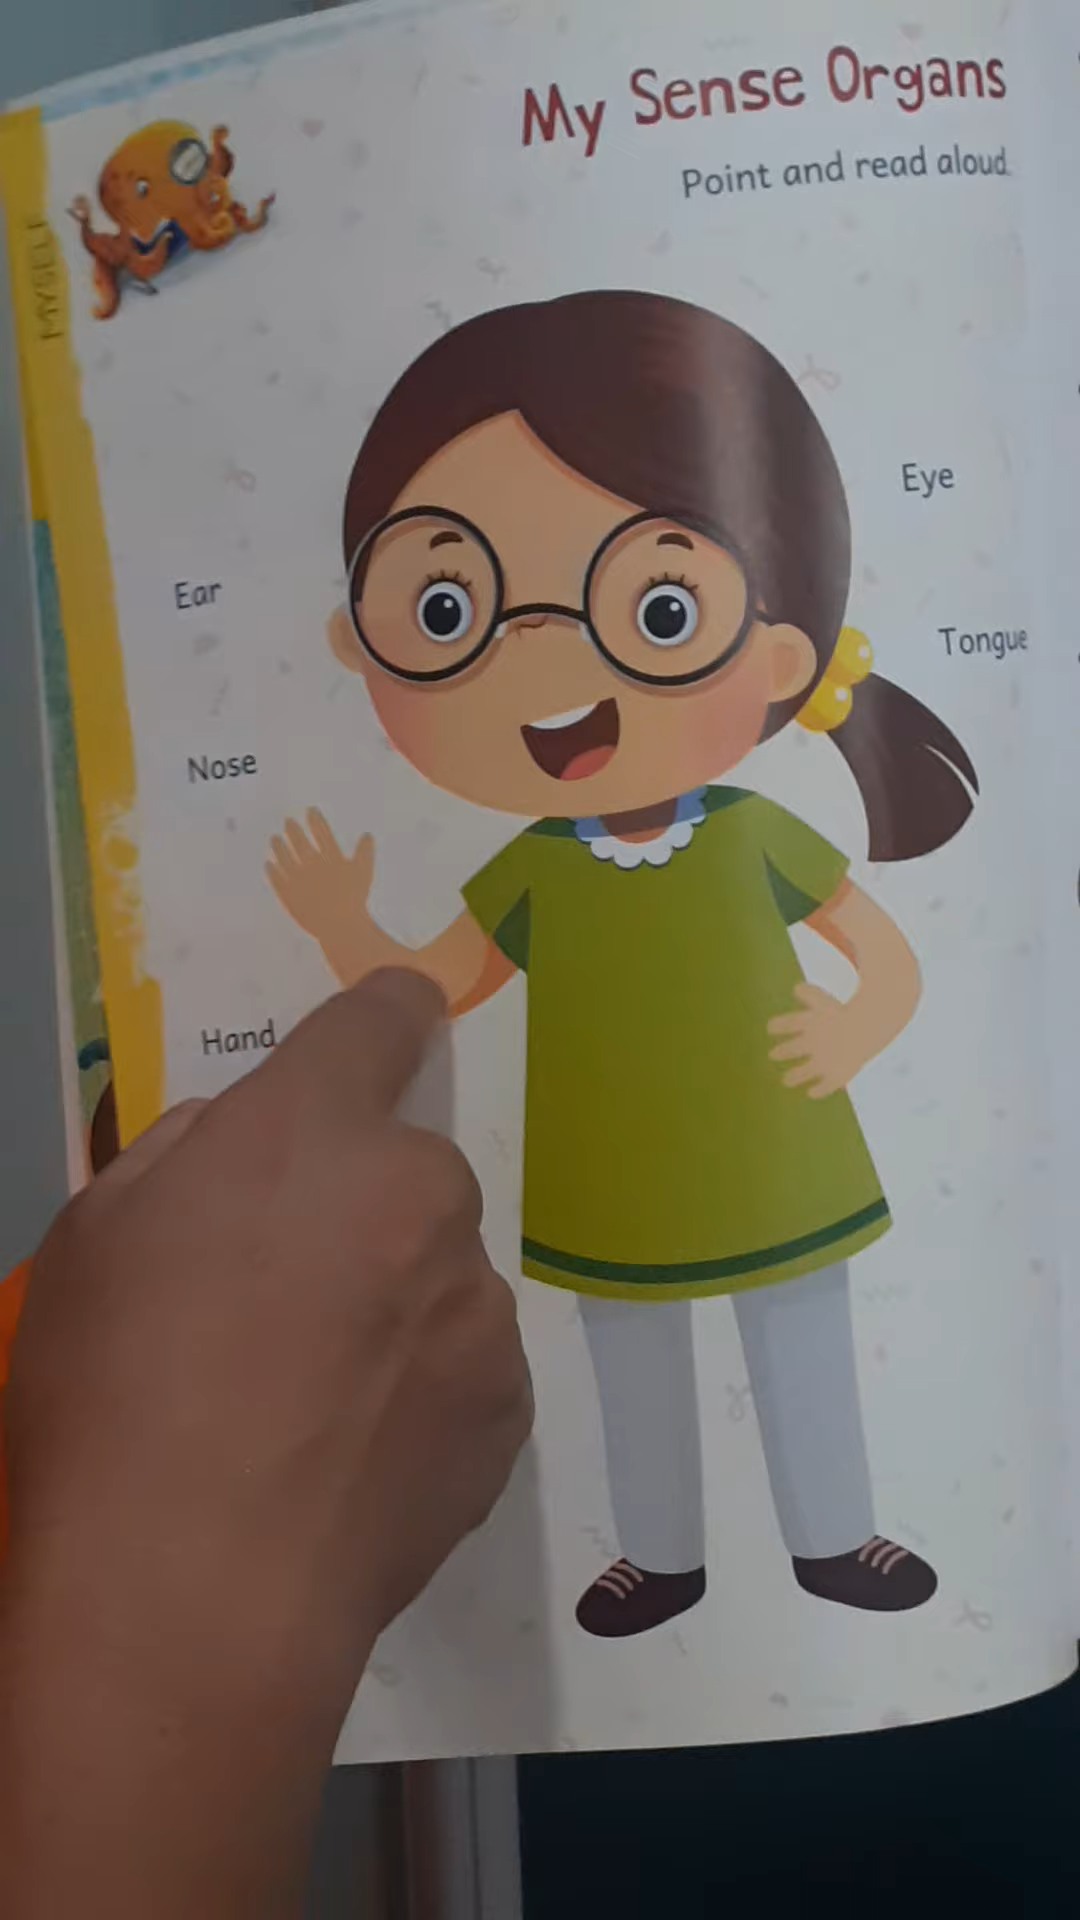 My Sense Organs
Point and read aloud.
MYSELF
Eye
Ear
Tongue
Nose
Hand